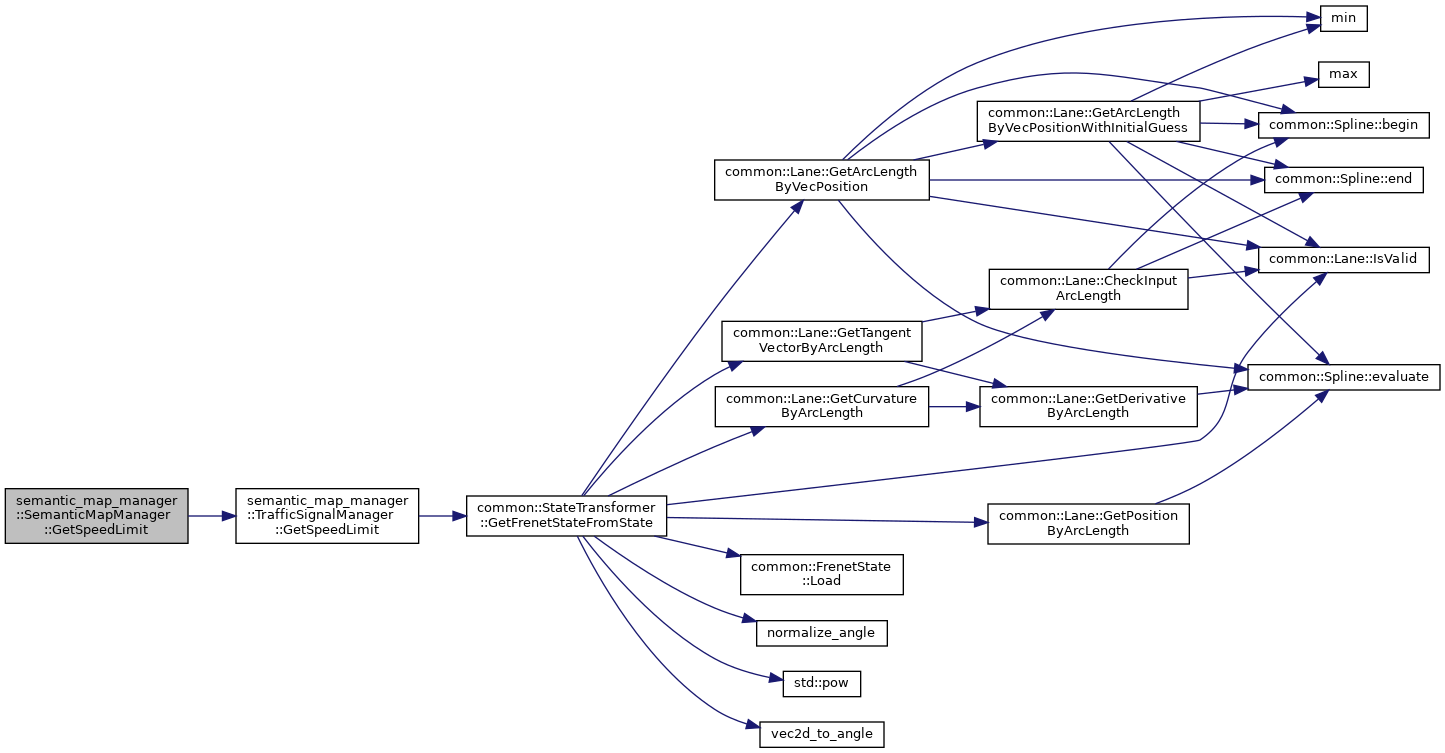 semantic_map_manager
::SemanticMapManager
::GetSpeedLimit
semantic_map_manager
::TrafficSignalManager
::GetSpeedLimit
common::StateTransformer
::GetFrenetStateFromState
common::Lane::GetArcLength
ByVecPosition
common::Lane::GetTangent
VectorByArcLength
common::Lane::GetCurvature
ByArcLength
common::FrenetState
::Load
normalize_angle
std::pow
vec2d_to_angle
common::Lane::GetArcLength
ByVecPositionWithInitialGuess
common::Lane::CheckInput
ArcLength
common::Lane::GetDerivative
ByArcLength
common::Lane::GetPosition
ByArcLength
min
max
common::Spline::begin
common::Spline::end
common::Lane::IsValid
common::Spline::evaluate